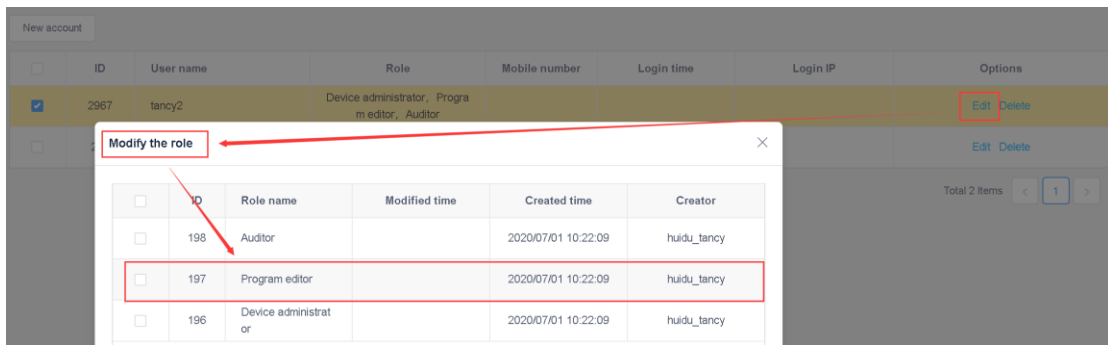 New account
ID User name Role Mobile number Login time Login IP Options
2967 tancy2 Device administrator, Progra
m editor, Auditor Edit Delete
Modify the role
Edit Delete
Total 2 Items < 1 >
ID Role name Modified time Created time Creator
198 Auditor 2020/07/01 10:22:09 huidu_tancy
197 Program editor 2020/07/01 10:22:09 huidu_tancy
196 Device administrat
or 2020/07/01 10:22:09 huidu_tancy